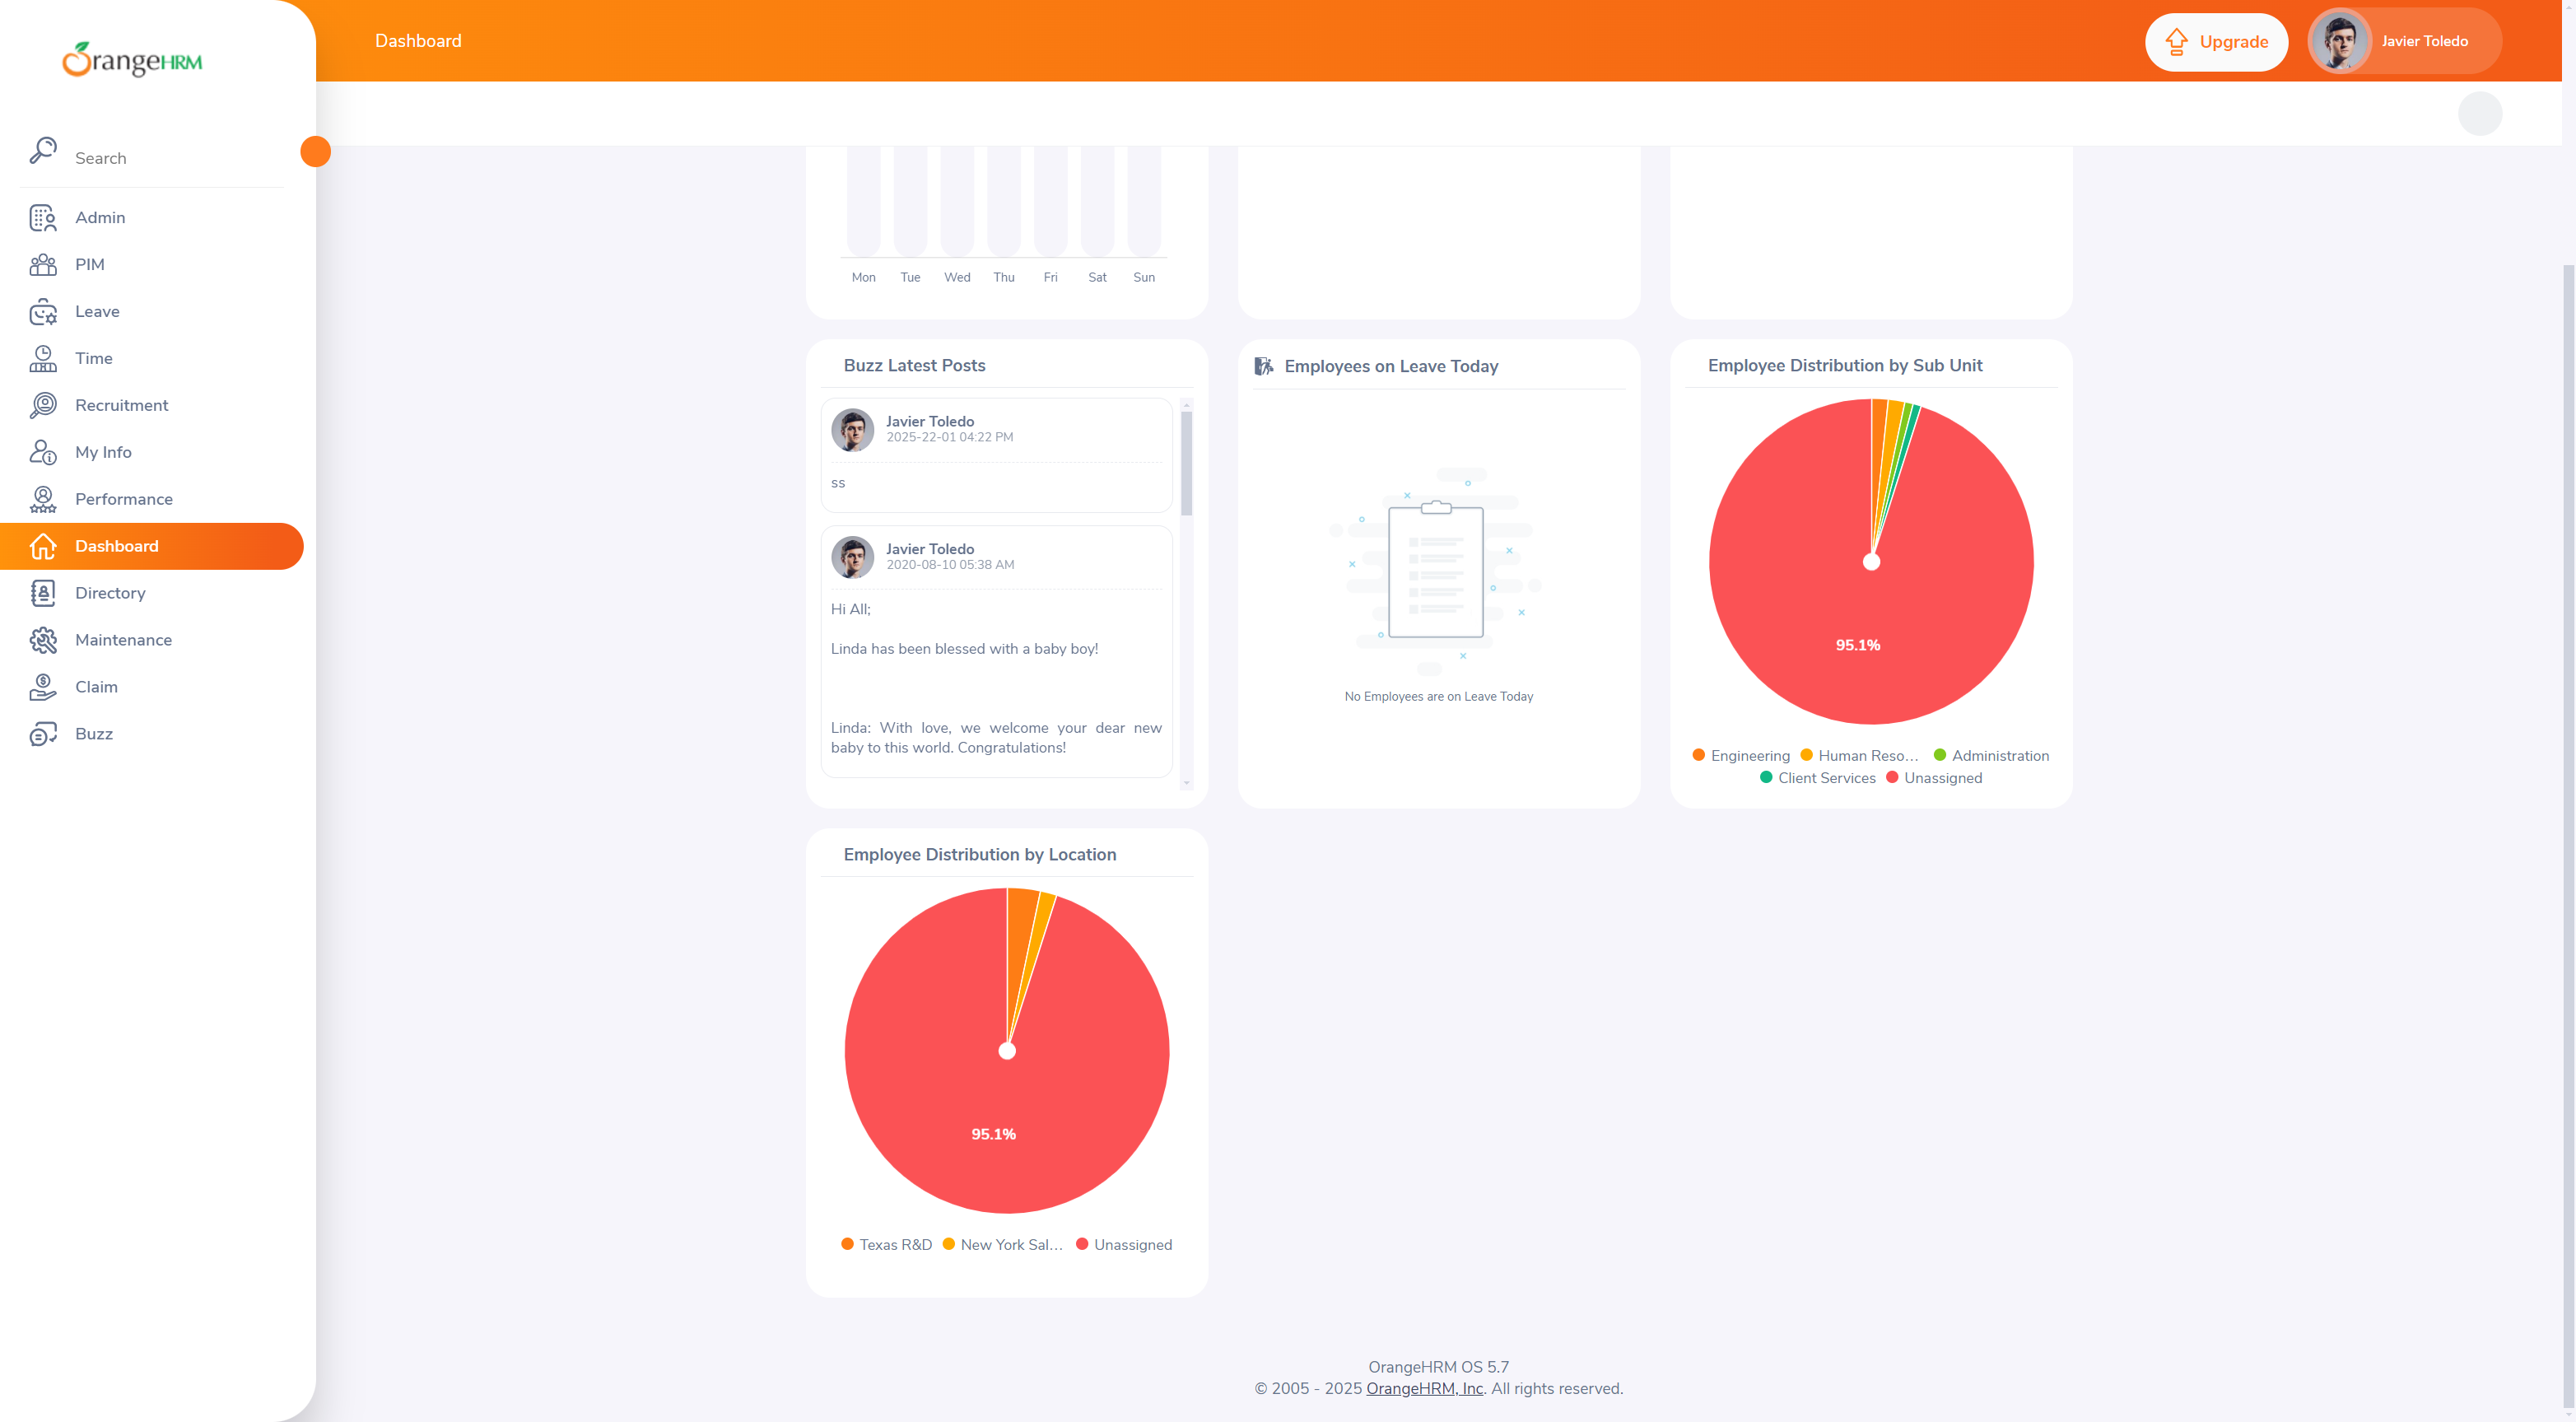 OrangeHRM
Dashboard
Upgrade
Javier Toledo
Search
Admin
PIM
Leave
Time
Recruitment
My Info
Performance
Dashboard
Directory
Maintenance
Claim
Buzz
Mon Tue Wed Thu Fri Sat Sun
Buzz Latest Posts
Javier Toledo
2025-22-01 04:22 PM
ss
Javier Toledo
2020-08-10 05:38 AM
Hi All;
Linda has been blessed with a baby boy!
Linda: With love, we welcome your dear new
baby to this world. Congratulations!
Employees on Leave Today
No Employees are on Leave Today
Employee Distribution by Sub Unit
95.1%
Engineering Human Reso... Administration
Client Services Unassigned
Employee Distribution by Location
95.1%
Texas R&D New York Sal... Unassigned
OrangeHRM OS 5.7
© 2005 - 2025 OrangeHRM, Inc. All rights reserved.